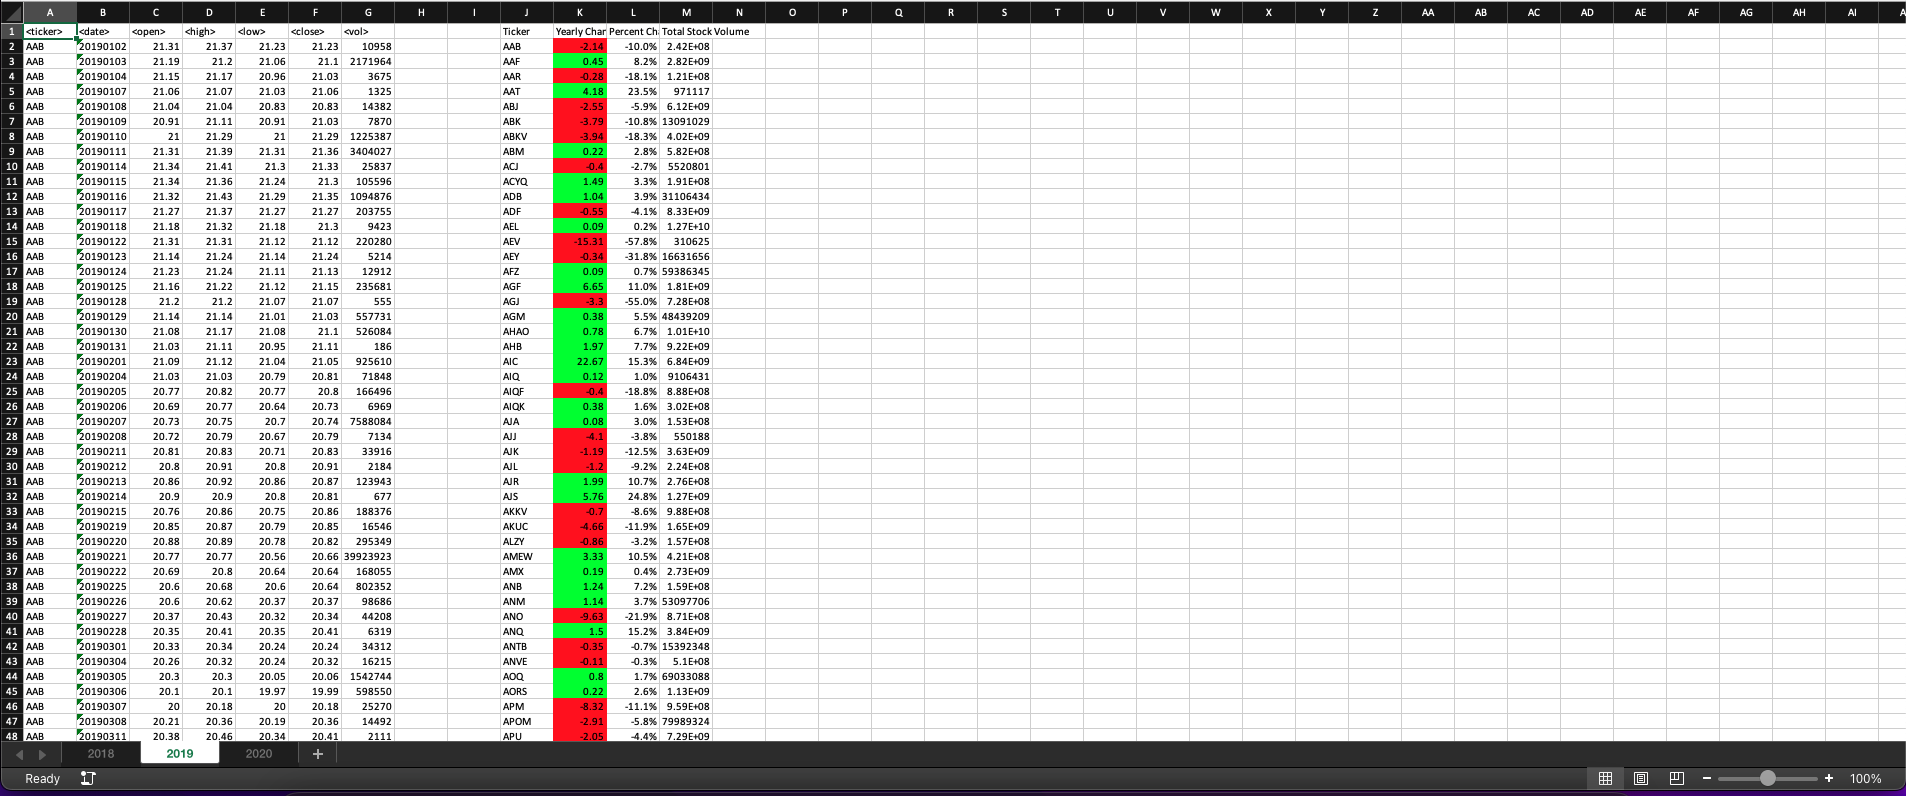 A B C D E F G H I J K L M N O P Q R S T U V W X Y Z AA AB AC AD AE AF AG AH AI A
1 <ticker> <date> <open> <high> <low> <close> <vol> Ticker Yearly Char Percent Ch Total Stock Volume
2 AAB 20190102 21.31 21.37 21.23 21.23 10958 AAB -2.14 -10.0% 2.42E+08
3 AAB 20190103 21.19 21.2 21.06 21.1 2171964 AAF 0.45 8.2% 2.82E+09
4 AAB 20190104 21.15 21.17 20.96 21.03 3675 AAR -0.28 -18.1% 1.21E+08
5 AAB 20190107 21.06 21.07 21.03 21.06 1325 AAT 4.18 23.5% 971117
6 AAB 20190108 21.04 21.04 20.83 20.83 14382 ABJ -2.55 -5.9% 6.12E+09
7 AAB 20190109 20.91 21.11 20.91 21.03 7870 ABK -3.79 -10.8% 13091029
8 AAB 20190110 21 21.29 21 21.29 1225387 ABKV -3.94 -18.3% 4.02E+09
9 AAB 20190111 21.31 21.39 21.31 21.36 3404027 ABM 0.22 2.8% 5.82E+08
10 AAB 20190114 21.34 21.41 21.3 21.33 25837 ACJ -0.4 -2.7% 5520801
11 AAB 20190115 21.34 21.36 21.24 21.3 105596 ACYQ 1.49 3.3% 1.91E+08
12 AAB 20190116 21.32 21.43 21.29 21.35 1094876 ADB 1.04 3.9% 31106434
13 AAB 20190117 21.27 21.37 21.27 21.27 203755 ADF -0.55 -4.1% 8.33E+09
14 AAB 20190118 21.18 21.32 21.18 21.3 9423 AEL 0.09 0.2% 1.27E+10
15 AAB 20190122 21.31 21.31 21.12 21.12 220280 AEV -15.31 -57.8% 310625
16 AAB 20190123 21.14 21.24 21.14 21.24 5214 AEY -0.34 -31.8% 16631656
17 AAB 20190124 21.23 21.24 21.11 21.13 12912 AFZ 0.09 0.7% 59386345
18 AAB 20190125 21.16 21.22 21.12 21.15 235681 AGF 6.65 11.0% 1.81E+09
19 AAB 20190128 21.2 21.2 21.07 21.07 555 AGJ -3.3 -55.0% 7.28E+08
20 AAB 20190129 21.14 21.14 21.01 21.03 557731 AGM 0.38 5.5% 48439209
21 AAB 20190130 21.08 21.17 21.08 21.1 526084 AHAO 0.78 6.7% 1.01E+10
22 AAB 20190131 21.03 21.11 20.95 21.11 186 AHB 1.97 7.7% 9.22E+09
23 AAB 20190201 21.09 21.12 21.04 21.05 925610 AIC 22.67 15.3% 6.84E+09
24 AAB 20190204 21.03 21.03 20.79 20.81 71848 AIQ 0.12 1.0% 9106431
25 AAB 20190205 20.77 20.82 20.77 20.8 166496 AIQF -0.4 -18.8% 8.88E+08
26 AAB 20190206 20.69 20.77 20.64 20.73 6969 AIQK 0.38 1.6% 3.02E+08
27 AAB 20190207 20.73 20.75 20.7 20.74 7588084 AJA 0.08 3.0% 1.53E+08
28 AAB 20190208 20.72 20.79 20.67 20.79 7134 AJJ -4.1 -3.8% 550188
29 AAB 20190211 20.81 20.83 20.71 20.83 33916 AJK -1.19 -12.5% 3.63E+09
30 AAB 20190212 20.8 20.91 20.8 20.91 2184 AJL -1.2 -9.2% 2.24E+08
31 AAB 20190213 20.86 20.92 20.86 20.87 123943 AJR 1.99 10.7% 2.76E+08
32 AAB 20190214 20.9 20.9 20.8 20.81 677 AJS 5.76 24.8% 1.27E+09
33 AAB 20190215 20.76 20.86 20.75 20.86 188376 AKKV -0.7 -8.6% 9.88E+08
34 AAB 20190219 20.85 20.87 20.79 20.85 16546 AKUC -4.66 -11.9% 1.65E+09
35 AAB 20190220 20.88 20.89 20.78 20.82 295349 ALZY -0.86 -3.2% 1.57E+08
36 AAB 20190221 20.77 20.77 20.56 20.66 39923923 AMEW 3.33 10.5% 4.21E+08
37 AAB 20190222 20.69 20.8 20.64 20.64 168055 AMX 0.19 0.4% 2.73E+09
38 AAB 20190225 20.6 20.68 20.6 20.64 802352 ANB 1.24 7.2% 1.59E+08
39 AAB 20190226 20.6 20.62 20.37 20.37 98686 ANM 1.14 3.7% 53097706
40 AAB 20190227 20.37 20.43 20.32 20.34 44208 ANO -9.63 -21.9% 8.71E+08
41 AAB 20190228 20.35 20.41 20.35 20.41 6319 ANQ 1.5 15.2% 3.84E+09
42 AAB 20190301 20.33 20.34 20.24 20.24 34312 ANTB -0.35 -0.7% 15392348
43 AAB 20190304 20.26 20.32 20.24 20.32 16215 ANVE -0.11 -0.3% 5.1E+08
44 AAB 20190305 20.3 20.3 20.05 20.06 1542744 AOQ 0.8 1.7% 69033088
45 AAB 20190306 20.1 20.1 19.97 19.99 598550 AORS 0.22 2.6% 1.13E+09
46 AAB 20190307 20 20.18 20 20.18 25270 APM -8.32 -11.1% 9.59E+08
47 AAB 20190308 20.21 20.36 20.19 20.36 14492 APOM -2.91 -5.8% 79989324
48 AAB 20190311 20.38 20.46 20.34 20.41 2111 APU -2.05 -4.4% 7.29E+09
2018 2019 2020 +
Ready − + 100%